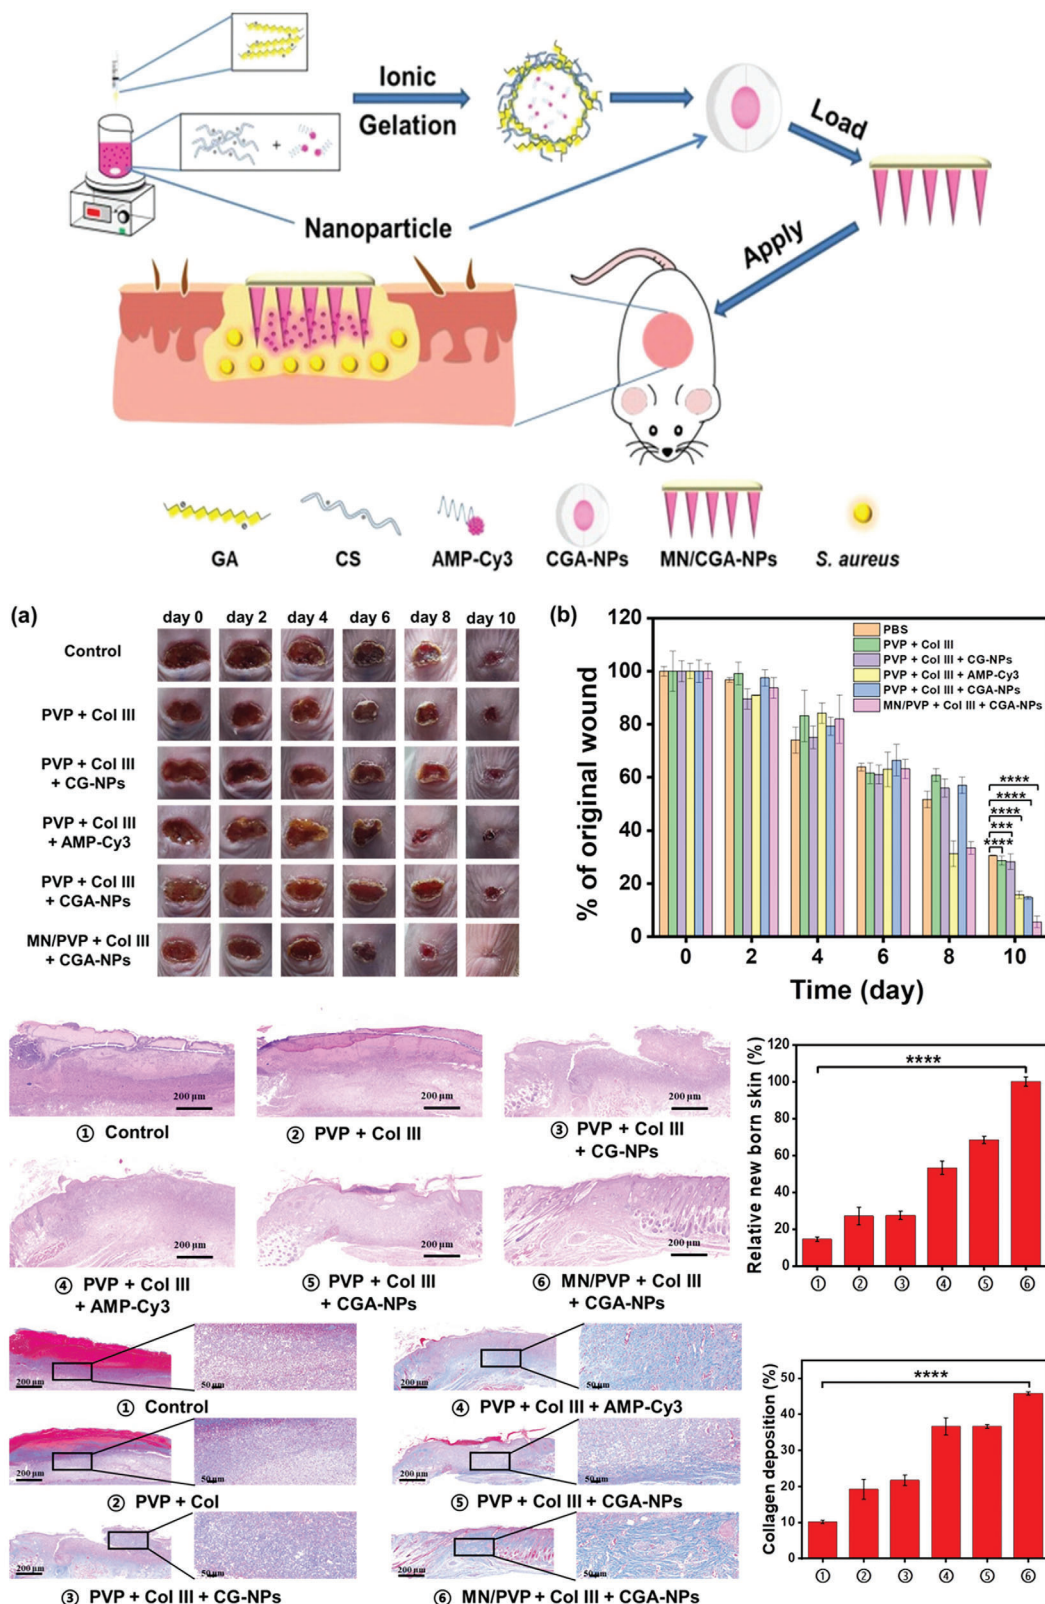 Ionic
Gelation
Load
+
Nanoparticle
Apply
GA
CS
AMP-Cy3
CGA-NPs
MN/CGA-NPs
S. aureus
(a)
day 0
day 2
day 4
day 6
day 8
day 10
Control
PVP + Col III
PVP + Col III
+ CG-NPs
PVP + Col III
+ AMP-Cy3
PVP + Col III
+ CGA-NPs
MN/PVP + Col III
+ CGA-NPs
(b)
% of original wound
120
100
80
60
40
20
0
PBS
PVP + Col III
PVP + Col III + CG-NPs
PVP + Col III + AMP-Cy3
PVP + Col III + CGA-NPs
MN/PVP + Col III + CGA-NPs
****
****
****
***
****
0
2
4
6
8
10
Time (day)
200 μm
① Control
200 μm
② PVP + Col III
200 μm
③ PVP + Col III
+ CG-NPs
200 μm
④ PVP + Col III
+ AMP-Cy3
200 μm
⑤ PVP + Col III
+ CGA-NPs
200 μm
⑥ MN/PVP + Col III
+ CGA-NPs
Relative new born skin (%)
120
100
80
60
40
20
0
****
① ② ③ ④ ⑤ ⑥
200 μm
50 μm
① Control
200 μm
50 μm
② PVP + Col
200 μm
50 μm
③ PVP + Col III + CG-NPs
200 μm
50 μm
④ PVP + Col III + AMP-Cy3
200 μm
50 μm
⑤ PVP + Col III + CGA-NPs
200 μm
50 μm
⑥ MN/PVP + Col III + CGA-NPs
Collagen deposition (%)
50
40
30
20
10
0
****
① ② ③ ④ ⑤ ⑥